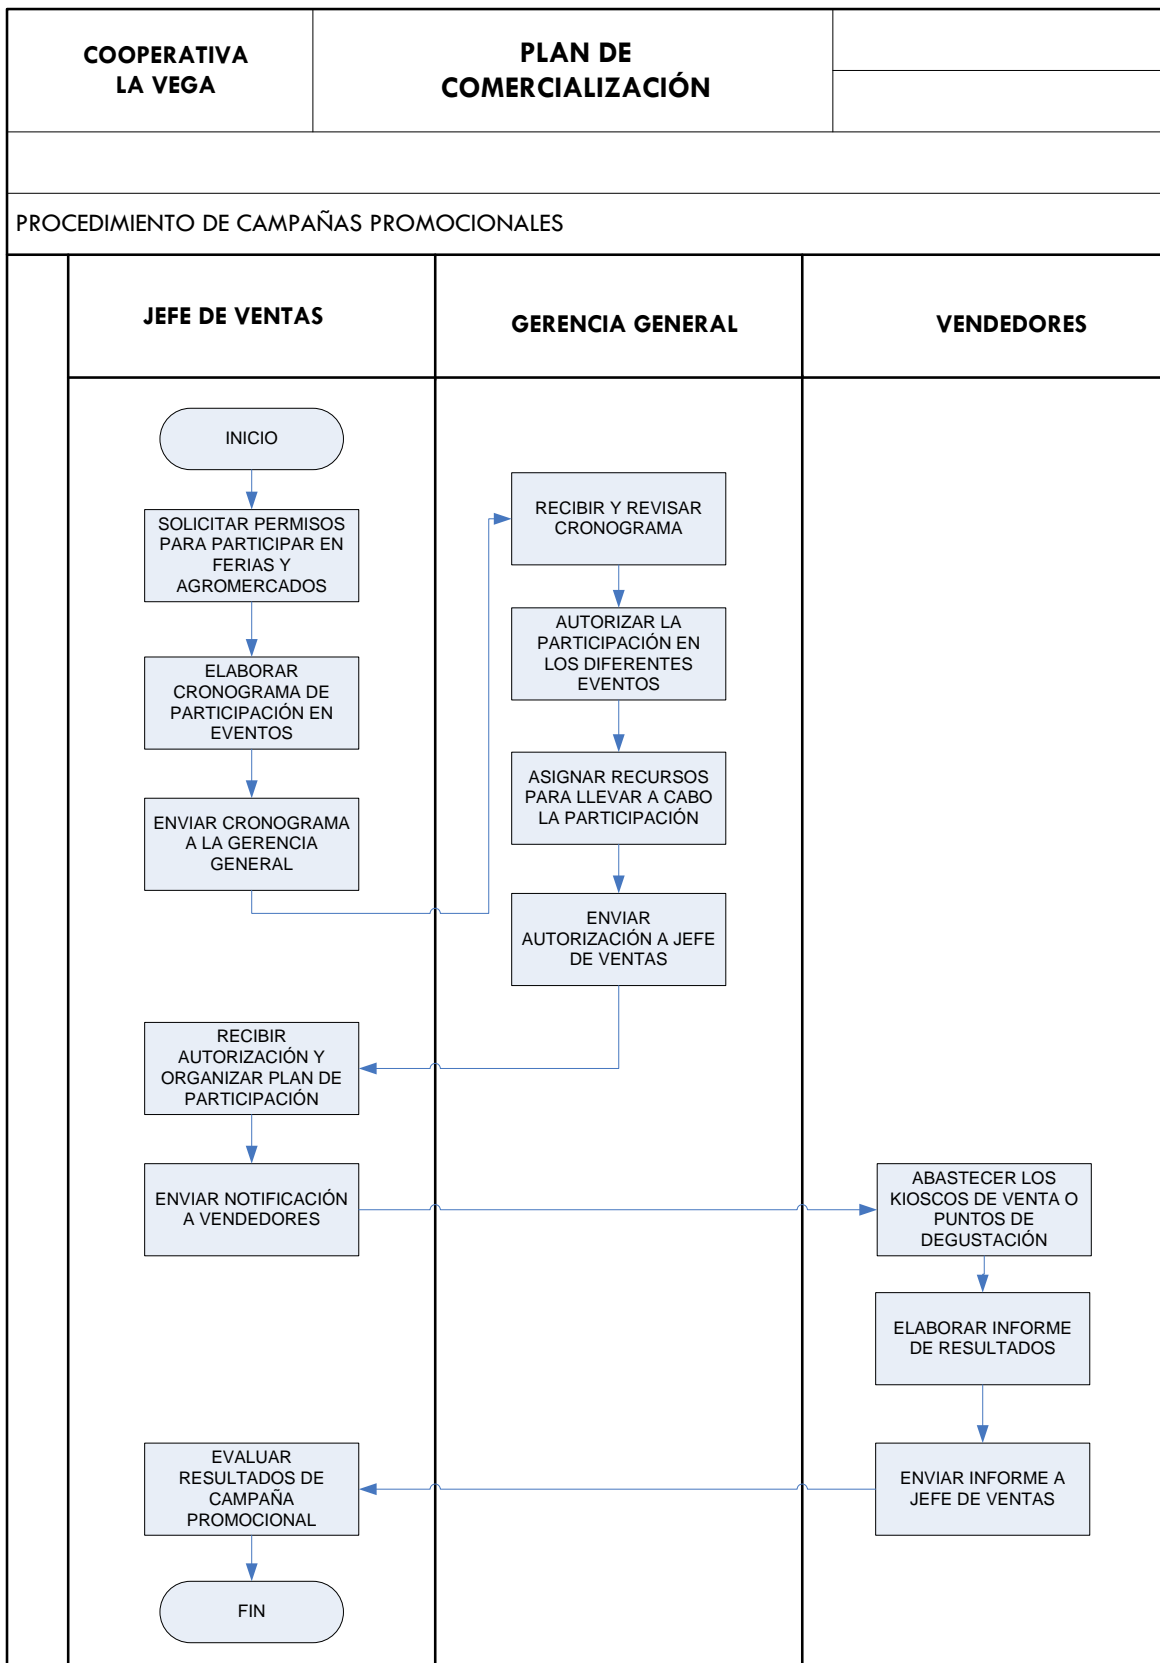 COOPERATIVA
LA VEGA
PLAN DE
COMERCIALIZACIÓN
PROCEDIMIENTO DE CAMPAÑAS PROMOCIONALES
JEFE DE VENTAS
GERENCIA GENERAL
VENDEDORES
INICIO
SOLICITAR PERMISOS
PARA PARTICIPAR EN
FERIAS Y
AGROMERCADOS
ELABORAR
CRONOGRAMA DE
PARTICIPACIÓN EN
EVENTOS
ENVIAR CRONOGRAMA
A LA GERENCIA
GENERAL
RECIBIR Y REVISAR
CRONOGRAMA
AUTORIZAR LA
PARTICIPACIÓN EN
LOS DIFERENTES
EVENTOS
ASIGNAR RECURSOS
PARA LLEVAR A CABO
LA PARTICIPACIÓN
ENVIAR
AUTORIZACIÓN A JEFE
DE VENTAS
RECIBIR
AUTORIZACIÓN Y
ORGANIZAR PLAN DE
PARTICIPACIÓN
ENVIAR NOTIFICACIÓN
A VENDEDORES
ABASTECER LOS
KIOSCOS DE VENTA O
PUNTOS DE
DEGUSTACIÓN
ELABORAR INFORME
DE RESULTADOS
ENVIAR INFORME A
JEFE DE VENTAS
EVALUAR
RESULTADOS DE
CAMPAÑA
PROMOCIONAL
FIN